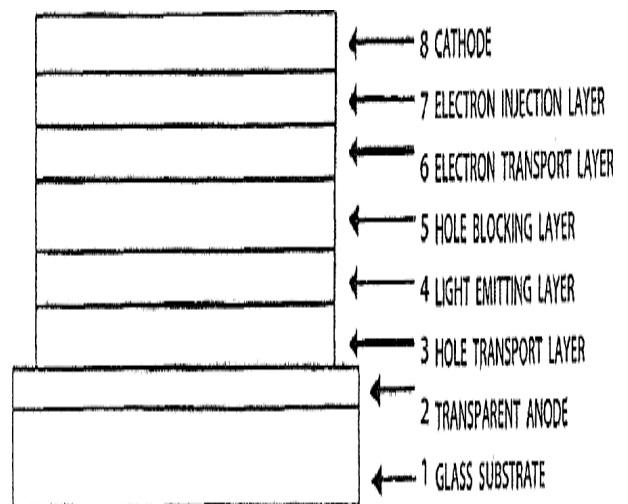 8 CATHODE
7 ELECTRON INJECTION LAYER
6 ELECTRON TRANSPORT LAYER
5 HOLE BLOCKING LAYER
4 LIGHT EMITTING LAYER
3 HOLE TRANSPORT LAYER
2 TRANSPARENT ANODE
1 GLASS SUBSTRATE